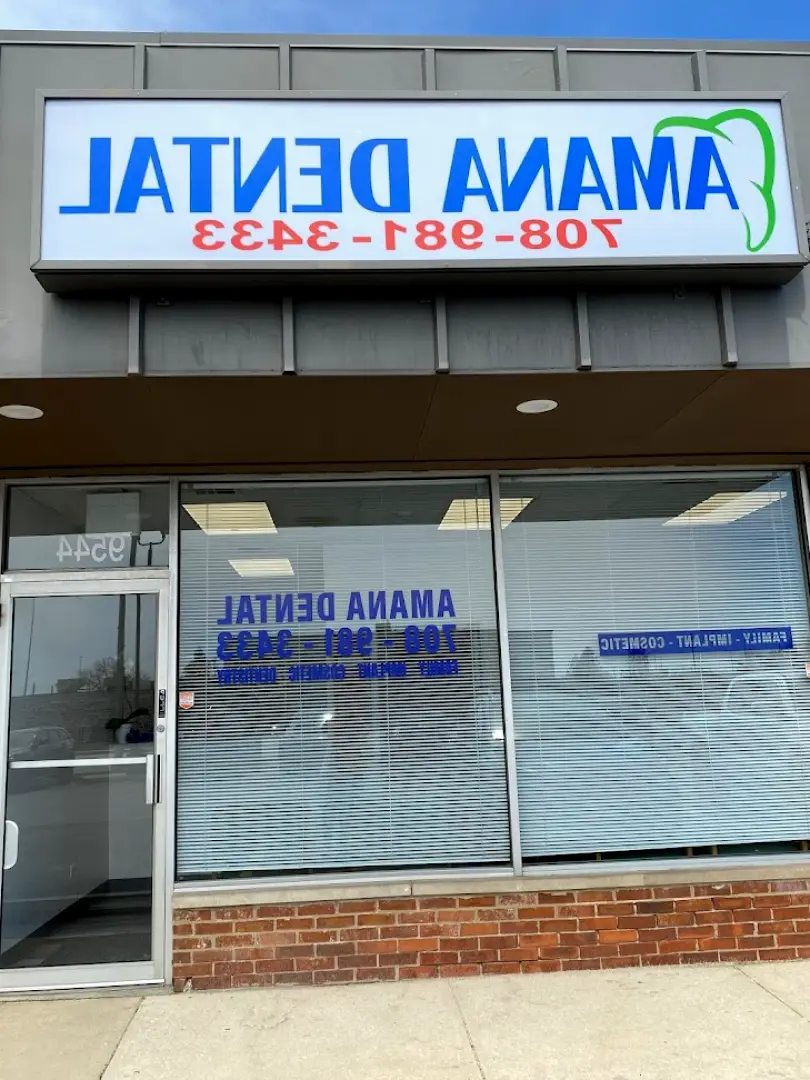 AMANA DENTAL
708-981-3433
9544
AMANA DENTAL
708 - 981 - 3433
FAMILY IMPLANT COSMETIC DENTISTRY
FAMILY - IMPLANT - COSMETIC